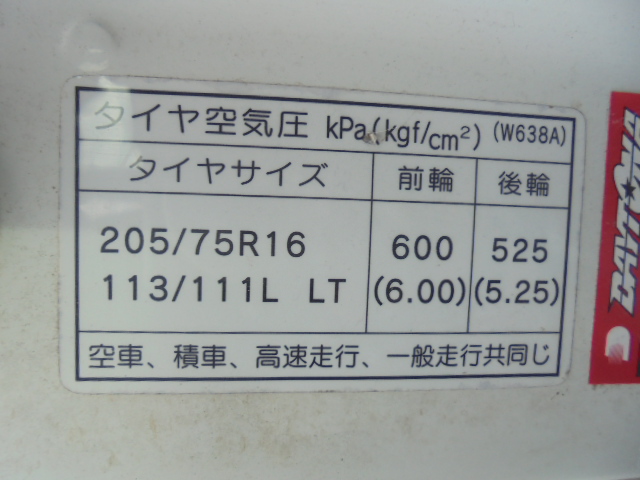 タイヤ空気圧 kPa(kgf/cm²) (W638A)
タイヤサイズ 前輪 後輪
205/75R16 600 525
113/111L LT (6.00) (5.25)
空車、積車、高速走行、一般走行共同じ
DAYTONA